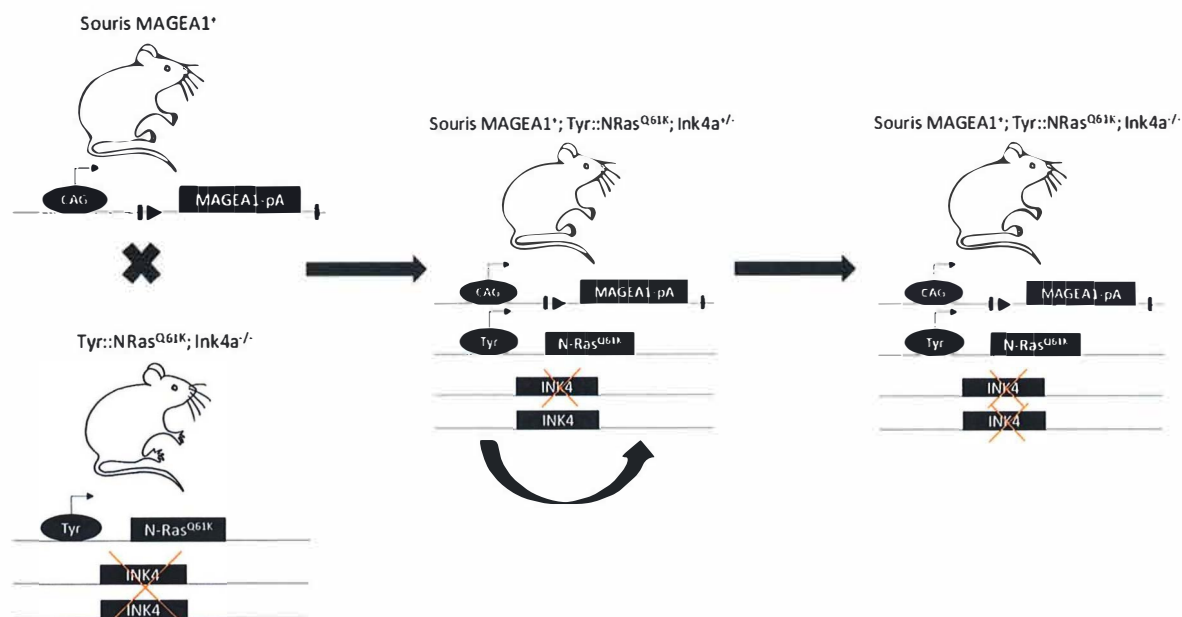 Souris MAGEA1⁺
CAG
MAGEA1-pA
Tyr::NRas^Q61K; Ink4a^-/-
Tyr
N-Ras^Q61K
INK4
INK4
Souris MAGEA1⁺; Tyr::NRas^Q61K; Ink4a^+/-
CAG
MAGEA1-pA
Tyr
N-Ras^Q61K
INK4
INK4
Souris MAGEA1⁺; Tyr::NRas^Q61K; Ink4a^-/-
CAG
MAGEA1-pA
Tyr
N-Ras^Q61K
INK4
INK4